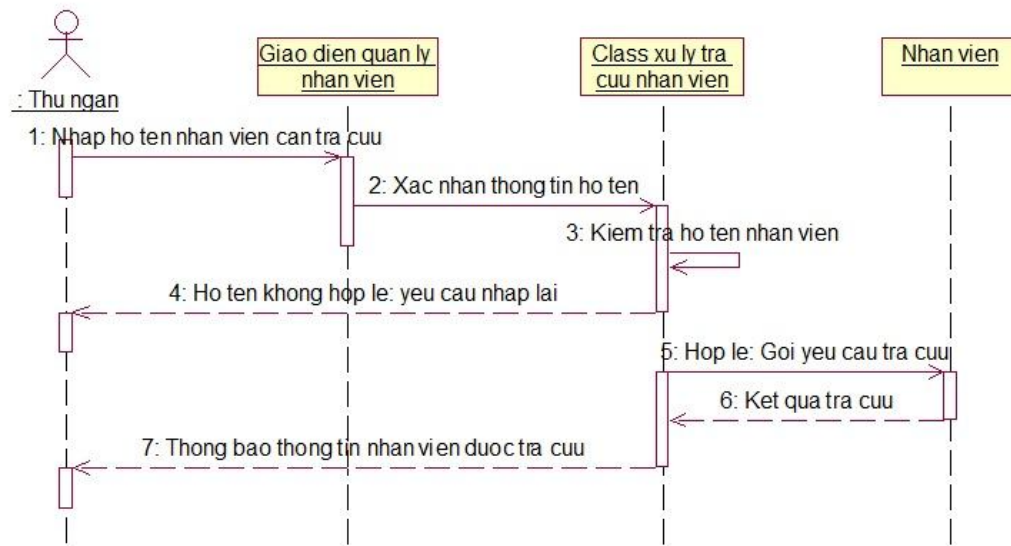 Giao dien quan ly
nhan vien
Class xu ly tra
cuu nhan vien
Nhan vien
: Thu ngan
1: Nhap ho ten nhan vien can tra cuu
2: Xac nhan thong tin ho ten
3: Kiem tra ho ten nhan vien
4: Ho ten khong hop le: yeu cau nhap lai
5: Hop le: Goi yeu cau tra cuu
6: Ket qua tra cuu
7: Thong bao thong tin nhan vien duoc tra cuu